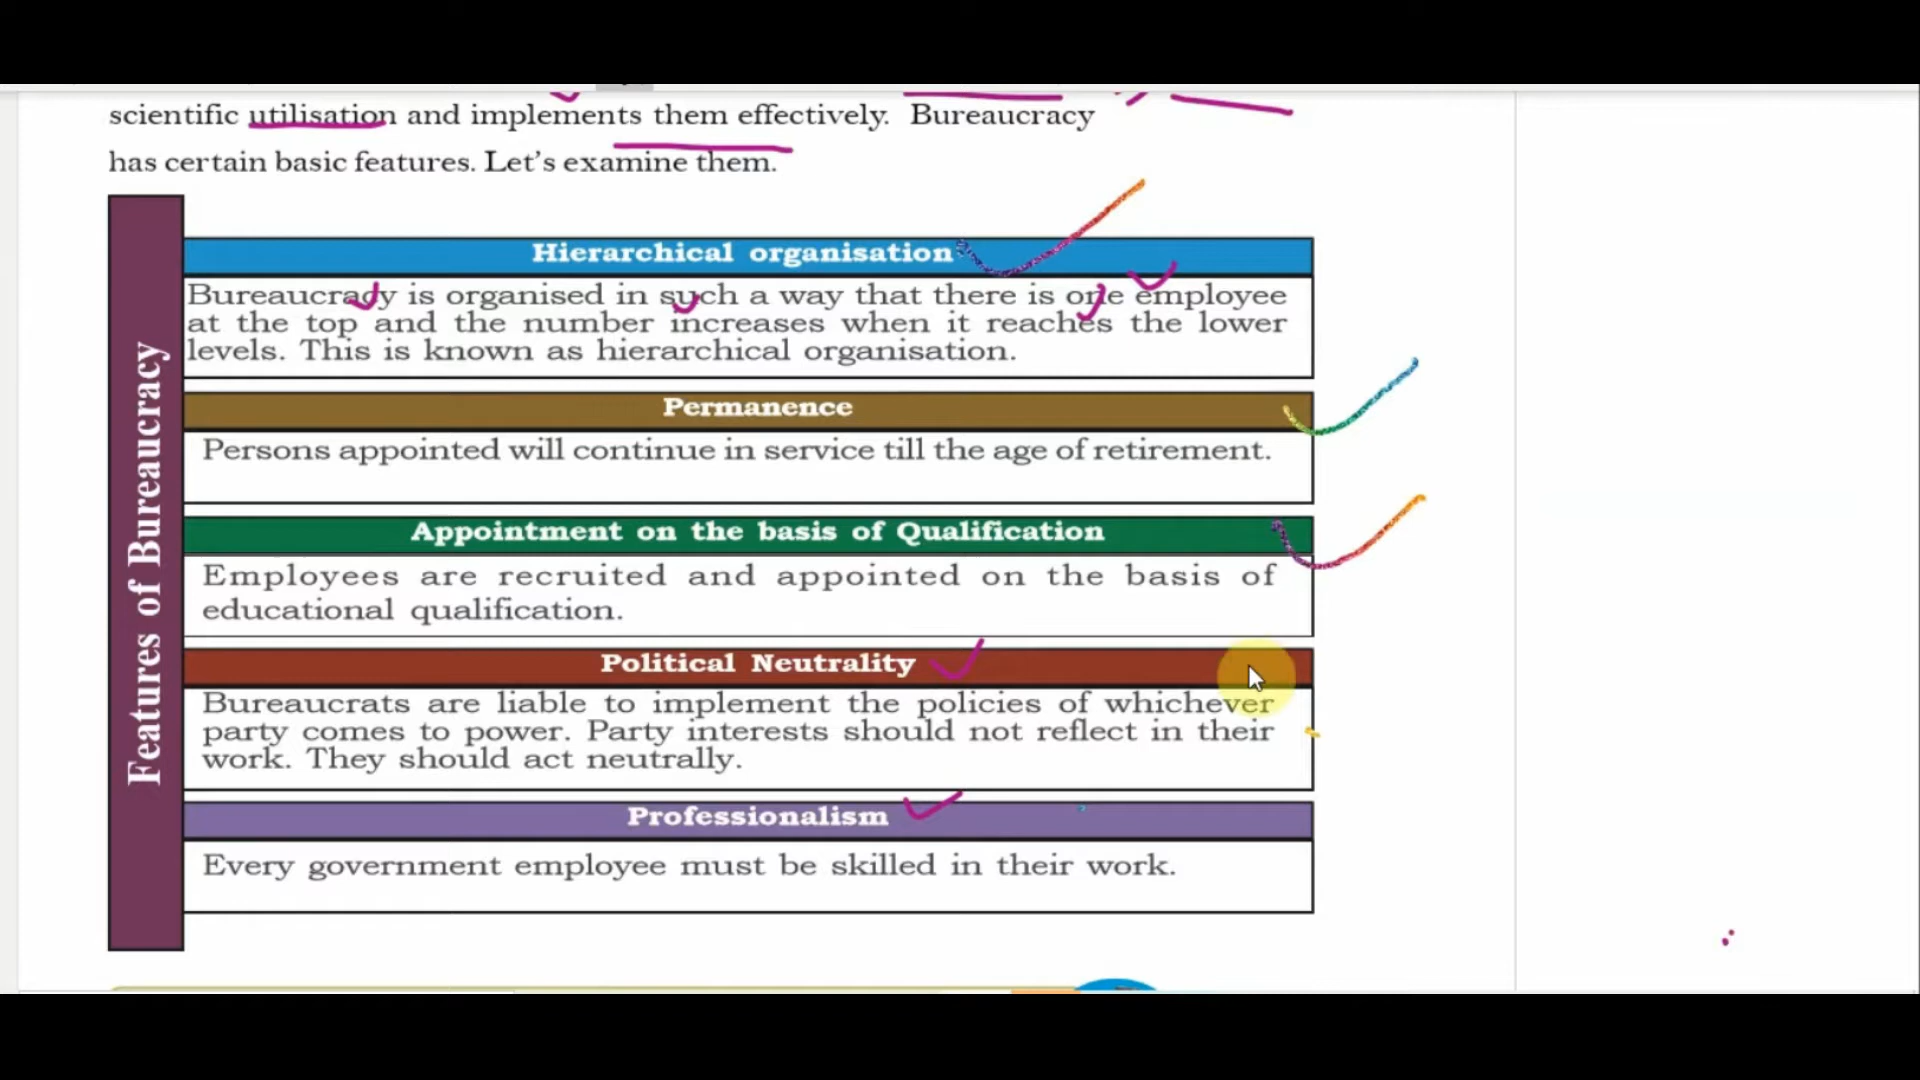 scientific utilisation and implements them effectively. Bureaucracy
has certain basic features. Let's examine them.
Features of Bureaucracy
Hierarchical organisation
Bureaucracy is organised in such a way that there is one employee
at the top and the number increases when it reaches the lower
levels. This is known as hierarchical organisation.
Permanence
Persons appointed will continue in service till the age of retirement.
Appointment on the basis of Qualification
Employees are recruited and appointed on the basis of
educational qualification.
Political Neutrality
Bureaucrats are liable to implement the policies of whichever
party comes to power. Party interests should not reflect in their
work. They should act neutrally.
Professionalism
Every government employee must be skilled in their work.